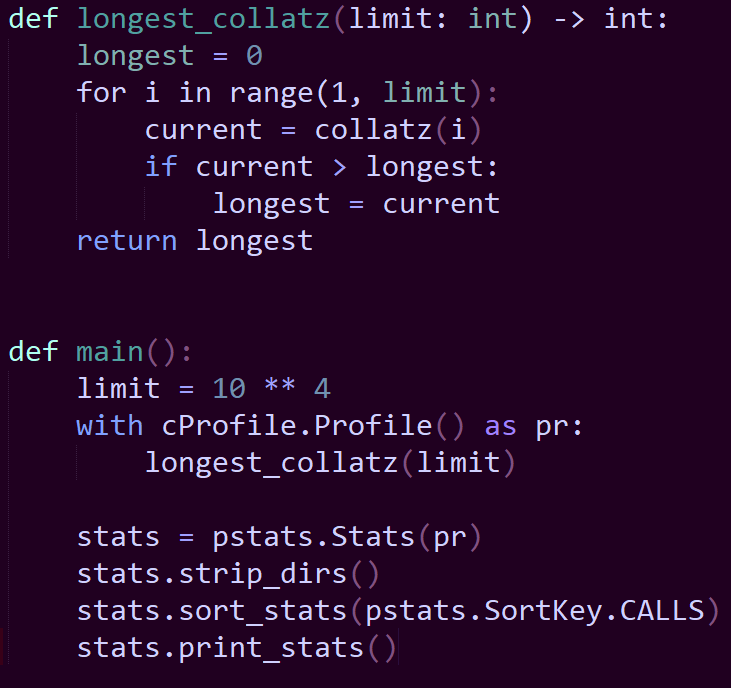 def longest_collatz(limit: int) -> int:
    longest = 0
    for i in range(1, limit):
        current = collatz(i)
        if current > longest:
            longest = current
    return longest
def main():
    limit = 10 ** 4
    with cProfile.Profile() as pr:
        longest_collatz(limit)
    stats = pstats.Stats(pr)
    stats.strip_dirs()
    stats.sort_stats(pstats.SortKey.CALLS)
    stats.print_stats()